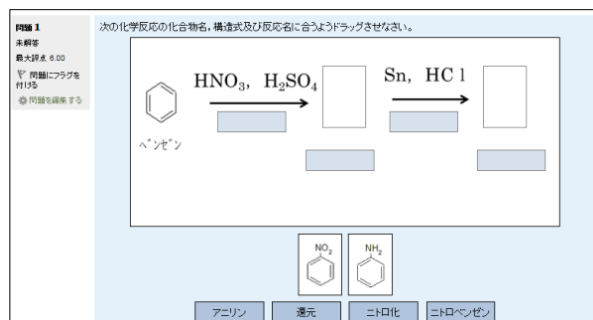 問題 1
未解答
最大評点 6.00
問題にフラグを
付ける
問題を編集する
次の化学反応の化合物名，構造式及び反応名に合うようドラッグさせなさい。
HNO₃, H₂SO₄
Sn, HCl
ベンゼン
NO₂
NH₂
アニリン
還元
ニトロ化
ニトロベンゼン